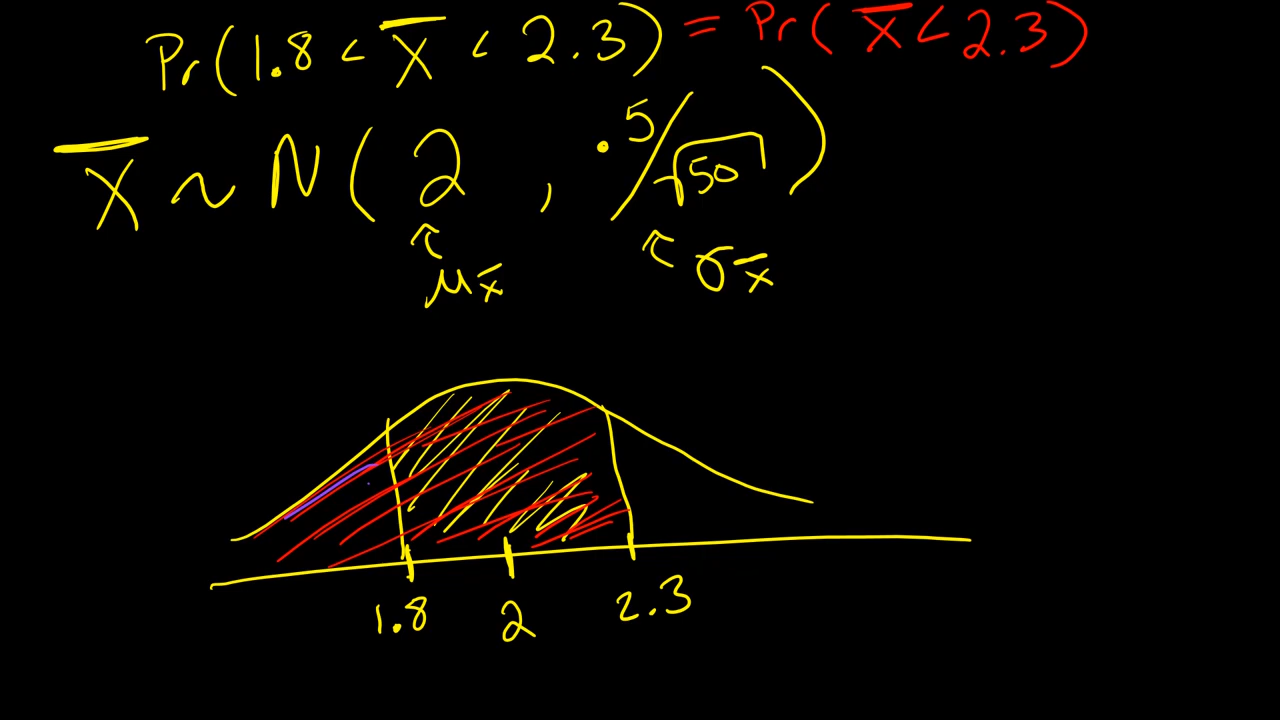 Pr(1.8 < X̄ < 2.3) = Pr(X̄ < 2.3)
X̄ ~ N(2, .5/√50)
↑ μx̄ ↑ σx̄
1.8 2 2.3